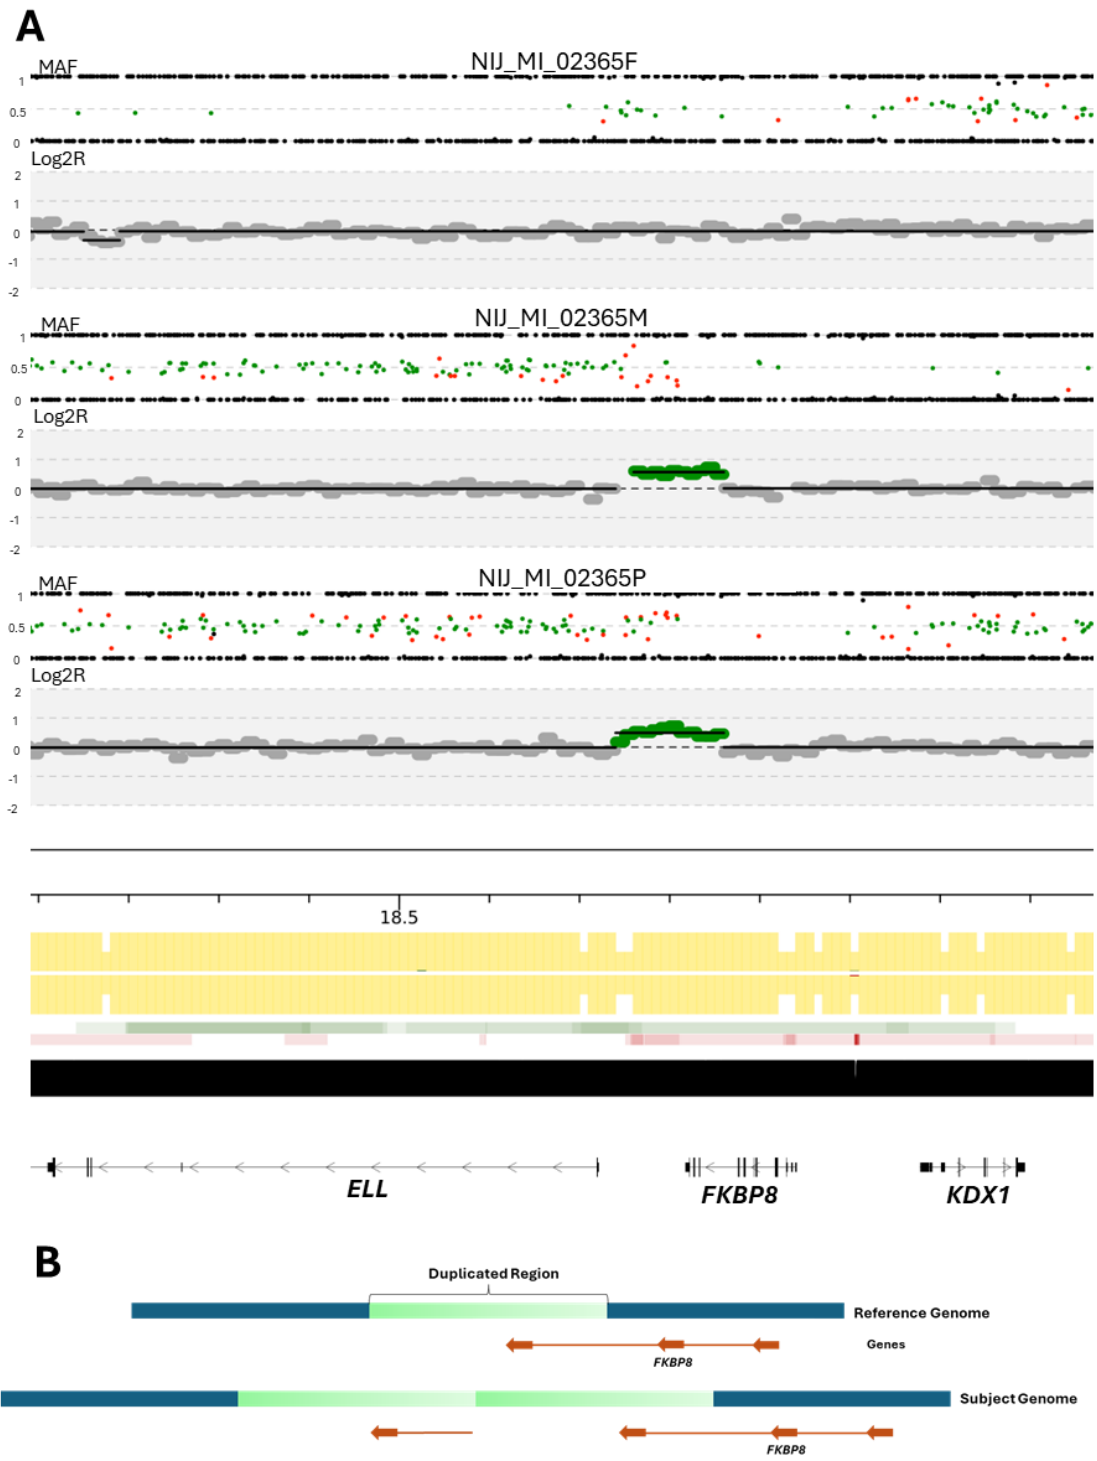 A
MAF NIJ_MI_02365F
1
0.5
0
Log2R
2
1
0
-1
-2
MAF NIJ_MI_02365M
1
0.5
0
Log2R
2
1
0
-1
-2
MAF NIJ_MI_02365P
1
0.5
0
Log2R
2
1
0
-1
-2
18.5
ELL FKBP8 KDX1
B
Duplicated Region
Reference Genome
Genes
FKBP8
Subject Genome
FKBP8